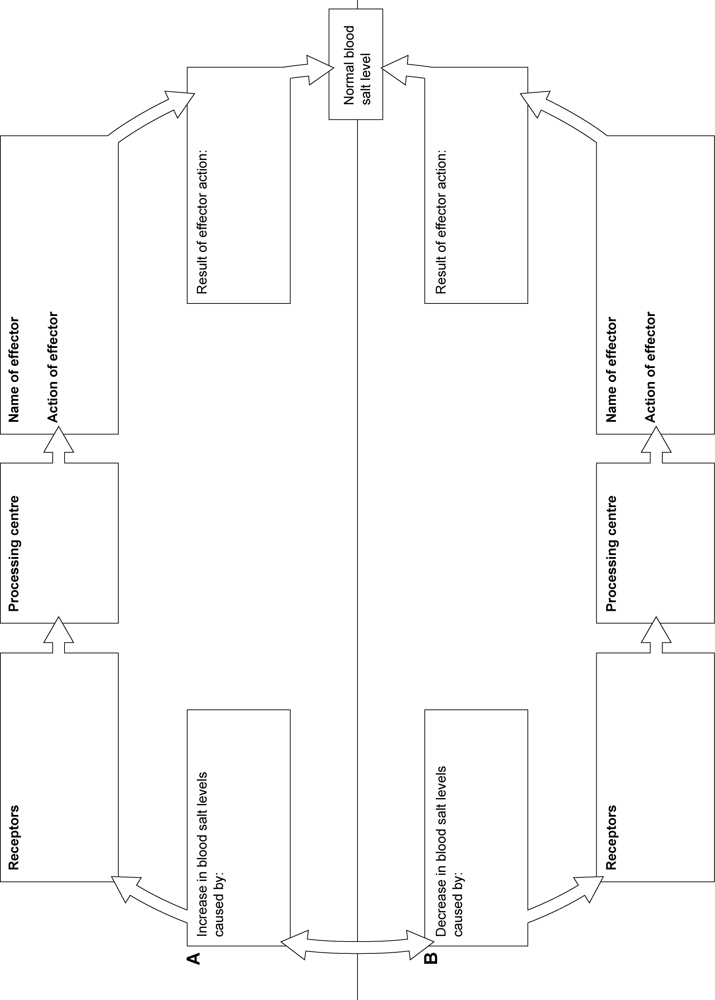 Receptors
Processing centre
Name of effector
Action of effector
A
Increase in blood salt levels
caused by:
Result of effector action:
Normal blood
salt level
B
Decrease in blood salt levels
caused by:
Result of effector action:
Receptors
Processing centre
Name of effector
Action of effector